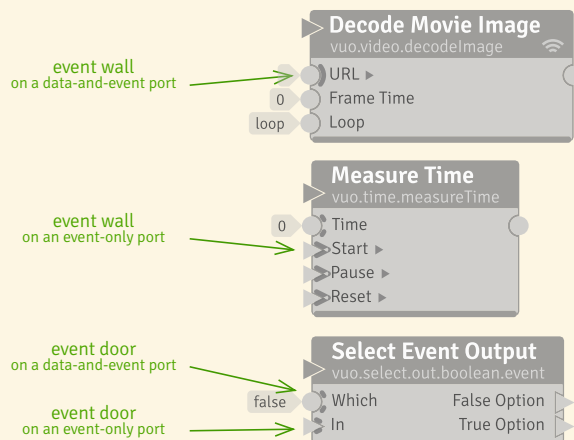 Decode Movie Image
vuo.video.decodeImage
event wall
on a data-and-event port
URL
0 Frame Time
loop Loop
Measure Time
vuo.time.measureTime
event wall
on an event-only port
0 Time
Start
Pause
Reset
event door
on a data-and-event port
Select Event Output
vuo.select.out.boolean.event
false Which False Option
event door
on an event-only port
In True Option